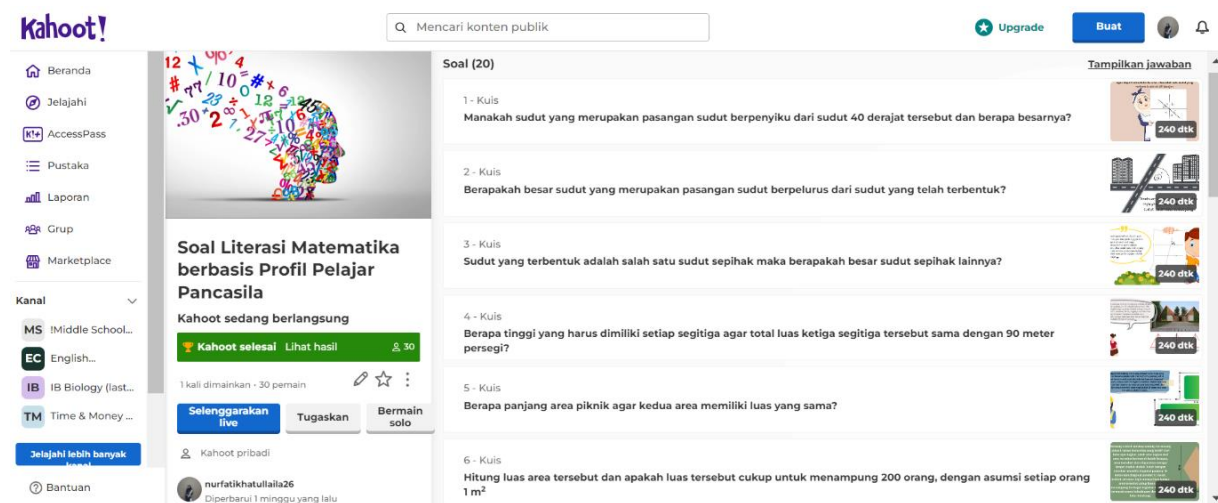 Kahoot!
Mencari konten publik
Upgrade
Buat
Beranda
Jelajahi
K!+ AccessPass
Pustaka
Laporan
Grup
Marketplace
Kanal
MS !Middle School...
EC English...
IB IB Biology (last...
TM Time & Money ...
Jelajahi lebih banyak
kanal
Bantuan
Soal Literasi Matematika
berbasis Profil Pelajar
Pancasila
Kahoot sedang berlangsung
Kahoot selesai Lihat hasil 30
1 kali dimainkan · 30 pemain
Selenggarakan
live
Tugaskan
Bermain
solo
Kahoot pribadi
nurfatikhatullaila26
Diperbarui 1 minggu yang lalu
Soal (20)
Tampilkan jawaban
1 - Kuis
Manakah sudut yang merupakan pasangan sudut berpenyiku dari sudut 40 derajat tersebut dan berapa besarnya?
240 dtk
2 - Kuis
Berapakah besar sudut yang merupakan pasangan sudut berpelurus dari sudut yang telah terbentuk?
240 dtk
3 - Kuis
Sudut yang terbentuk adalah salah satu sudut sepihak maka berapakah besar sudut sepihak lainnya?
240 dtk
4 - Kuis
Berapa tinggi yang harus dimiliki setiap segitiga agar total luas ketiga segitiga tersebut sama dengan 90 meter
persegi?
240 dtk
5 - Kuis
Berapa panjang area piknik agar kedua area memiliki luas yang sama?
240 dtk
6 - Kuis
Hitung luas area tersebut dan apakah luas tersebut cukup untuk menampung 200 orang, dengan asumsi setiap orang
1 m²
240 dtk